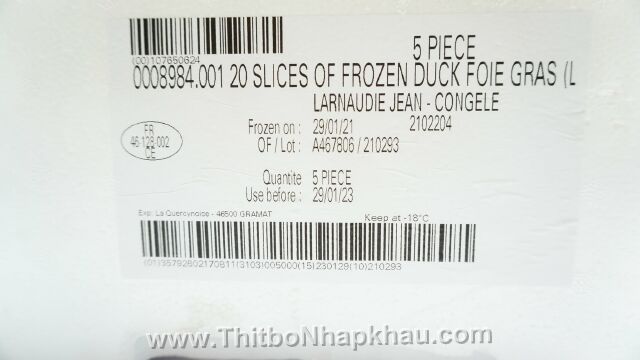 5 PIECE
(00)107650624
0008984.001 20 SLICES OF FROZEN DUCK FOIE GRAS (L
LARNAUDIE JEAN - CONGELE
Frozen on : 29/01/21 2102204
FR
46.128.002
CE
OF / Lot : A467806 / 210293
Quantite 5 PIECE
Use before : 29/01/23
Exp. La Quercynoise - 46500 GRAMAT
Keep at -18°C
(01)35792602170811(3103)005000(15)230129(10)210293
www.ThitboNhapkhau.com